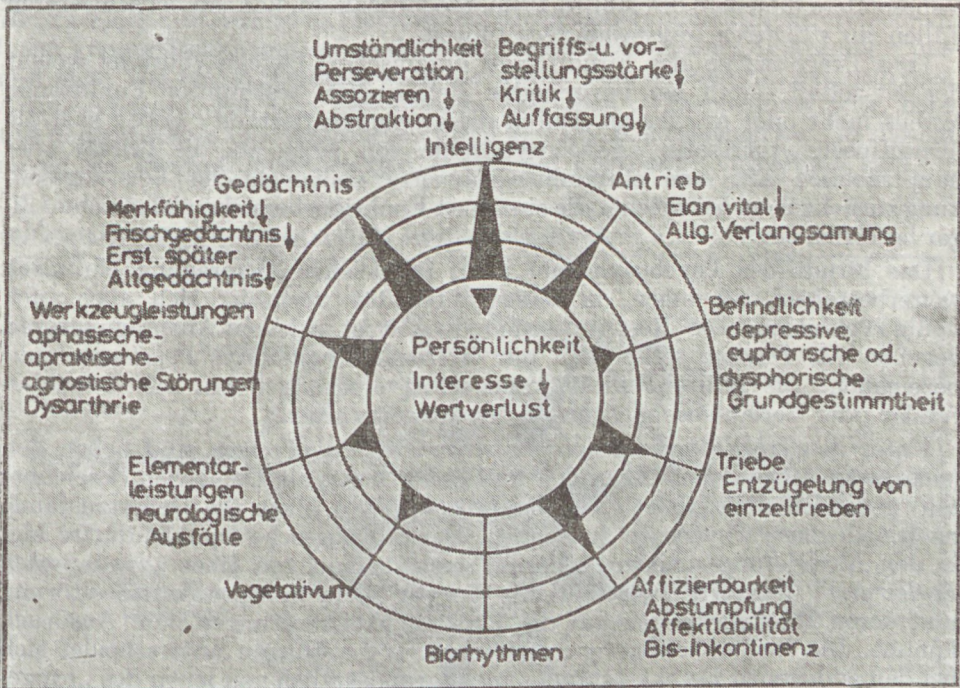 Umständlichkeit
Perseveration
Assozieren ↓
Abstraktion ↓
Begriffs-u. vor-
stellungsstärke ↓
Kritik ↓
Auffassung ↓
Intelligenz
Gedächtnis
Merkfähigkeit ↓
Frischgedächtnis ↓
Erst. später
Altgedächtnis ↓
Antrieb
Elan vital ↓
Allg. Verlangsamung
Werkzeugleistungen
aphasische-
apraktische-
agnostische Störungen
Dysarthrie
Befindlichkeit
depressive,
euphorische od.
dysphorische
Grundgestimmtheit
Persönlichkeit
Interesse ↓
Wertverlust
Elementar-
leistungen
neurologische
Ausfälle
Triebe
Entzügelung von
einzeltrieben
Vegetativum
Affizierbarkeit
Abstumpfung
Affektlabilität
Bis-Inkontinenz
Biorhythmen